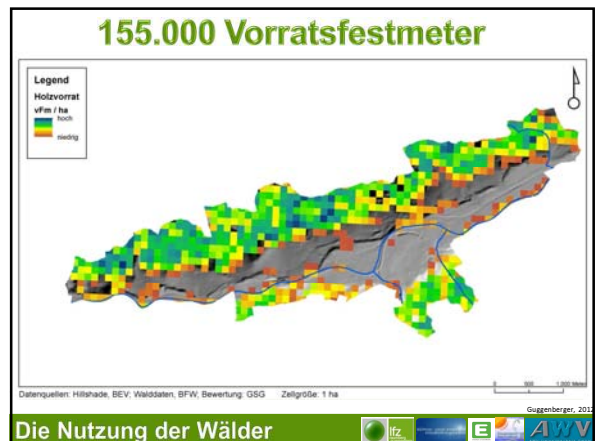 155.000 Vorratsfestmeter
Legend
Holzvorrat
vFm / ha
hoch
niedrig
0 500 1.000 Meter
Datenquellen: Hillshade, BEV; Walddaten, BFW; Bewertung: GSG Zellgröße: 1 ha
Guggenberger, 2012
Die Nutzung der Wälder
lfz
E
AWV